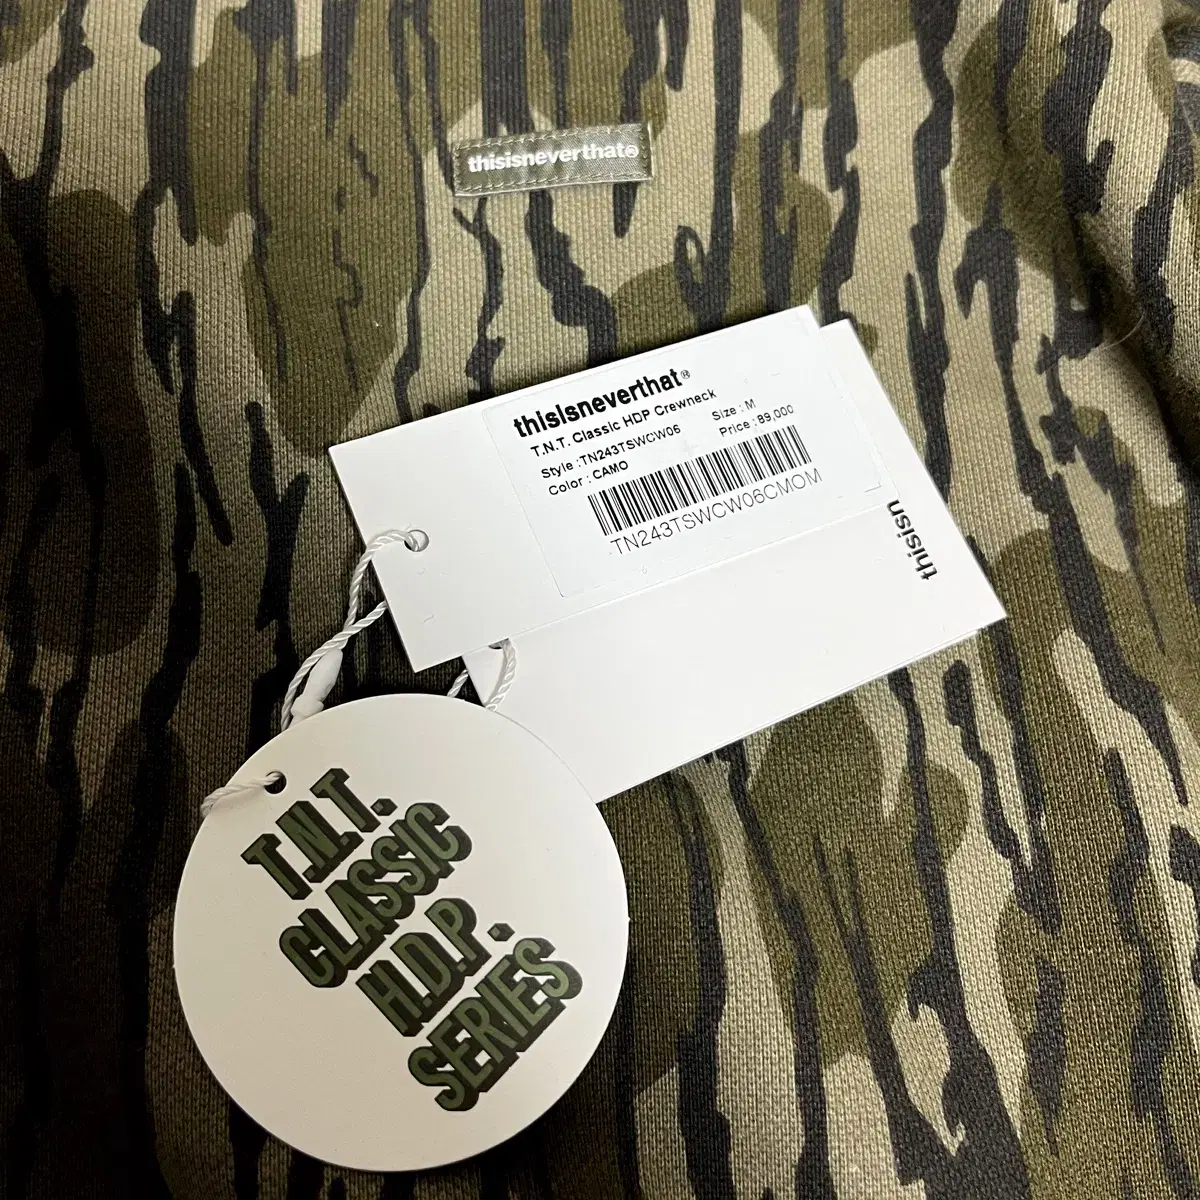 thisisneverthat®
thisisneverthat®
T.N.T. Classic HDP Crewneck
Style : TN243TSWCW06
Size : M
Color : CAMO
Price : 89,000
TN243TSWCW06CMOM
thisisn
T.N.T.
CLASSIC
H.D.P.
SERIES